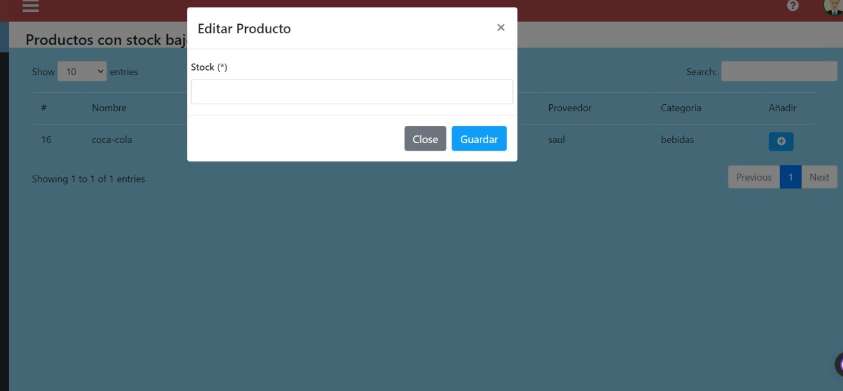 Editar Producto ×
Productos con stock baj
Stock (*)
Show 10 entries Search:
# Nombre Proveedor Categoria Añadir
16 coca-cola saul bebidas
Close Guardar
Showing 1 to 1 of 1 entries Previous 1 Next